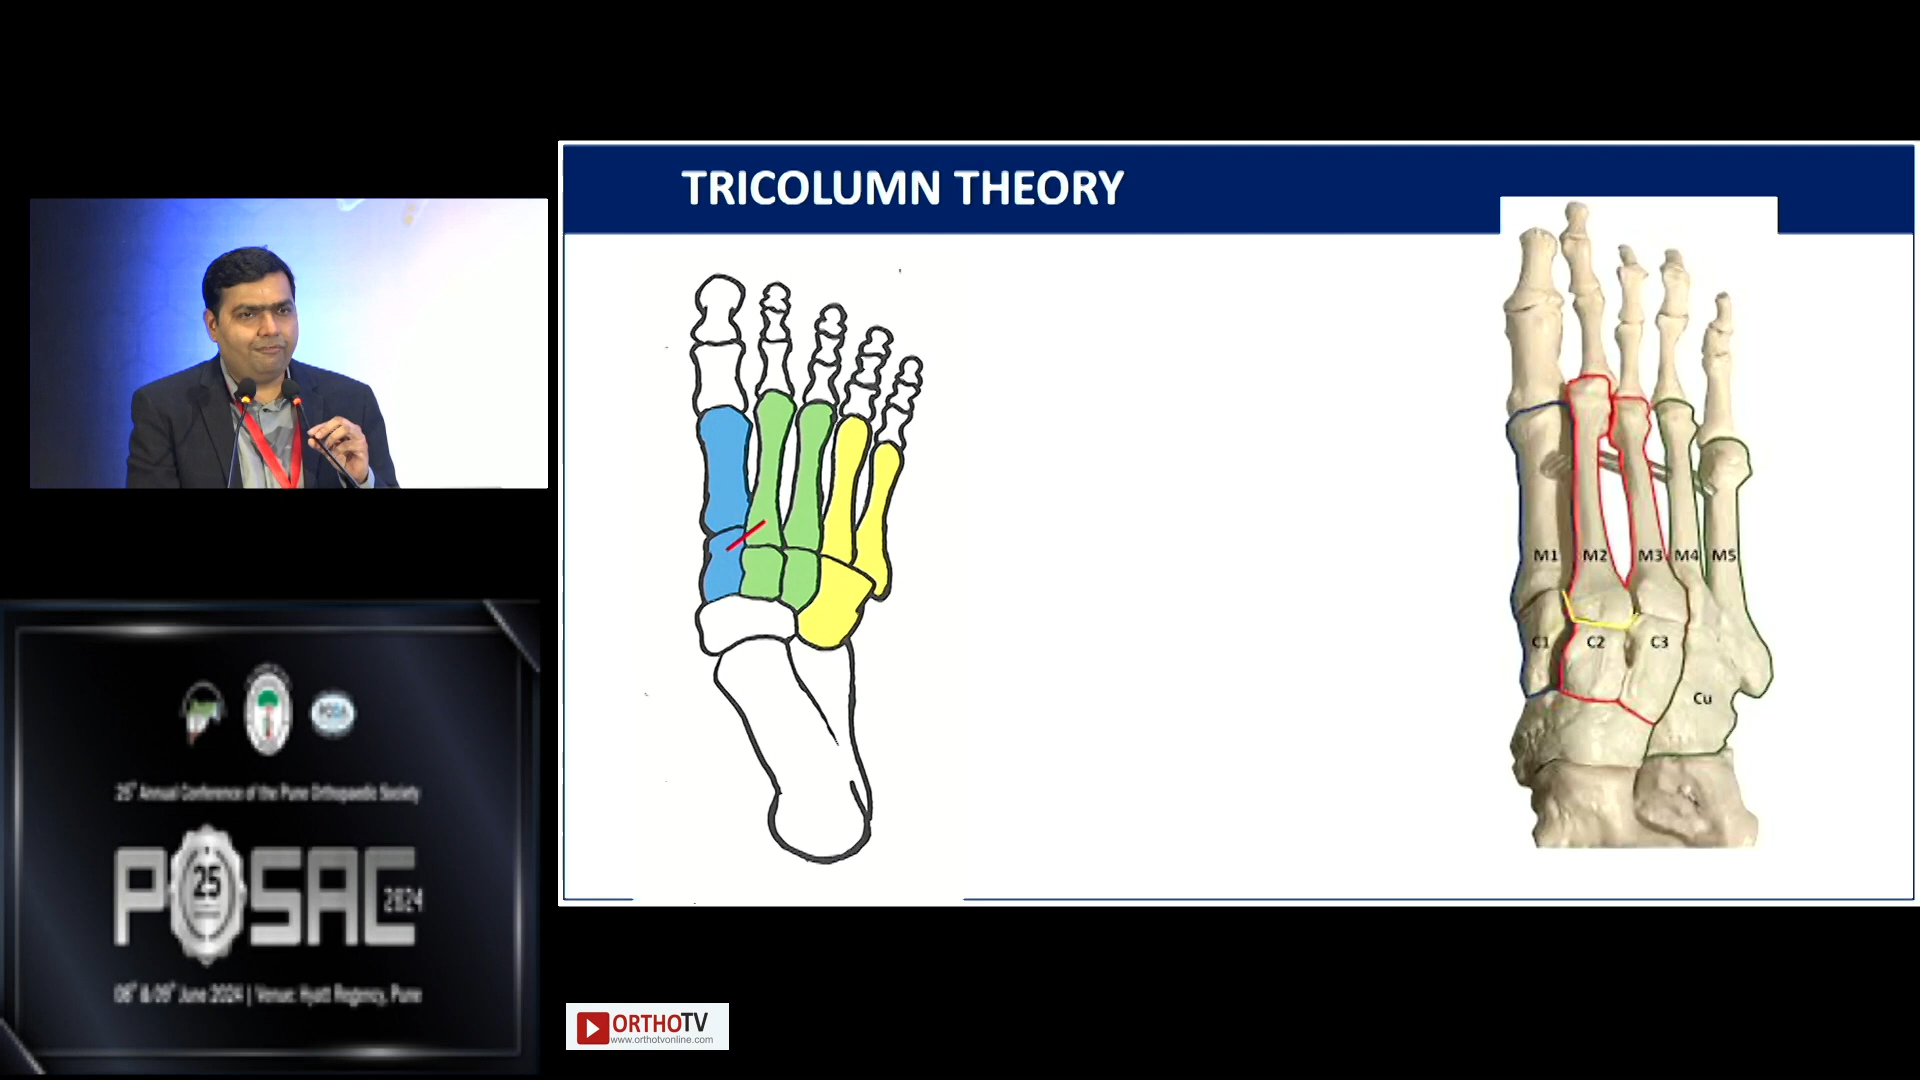 TRICOLUMN THEORY
M1 M2 M3 M4 M5
C1 C2 C3
Cu
25th Annual Conference of the Pune Orthopaedic Society
POSAC
25
2024
08th & 09th June 2024 | Venue: Hyatt Regency, Pune
ORTHOTV
www.orthotvonline.com